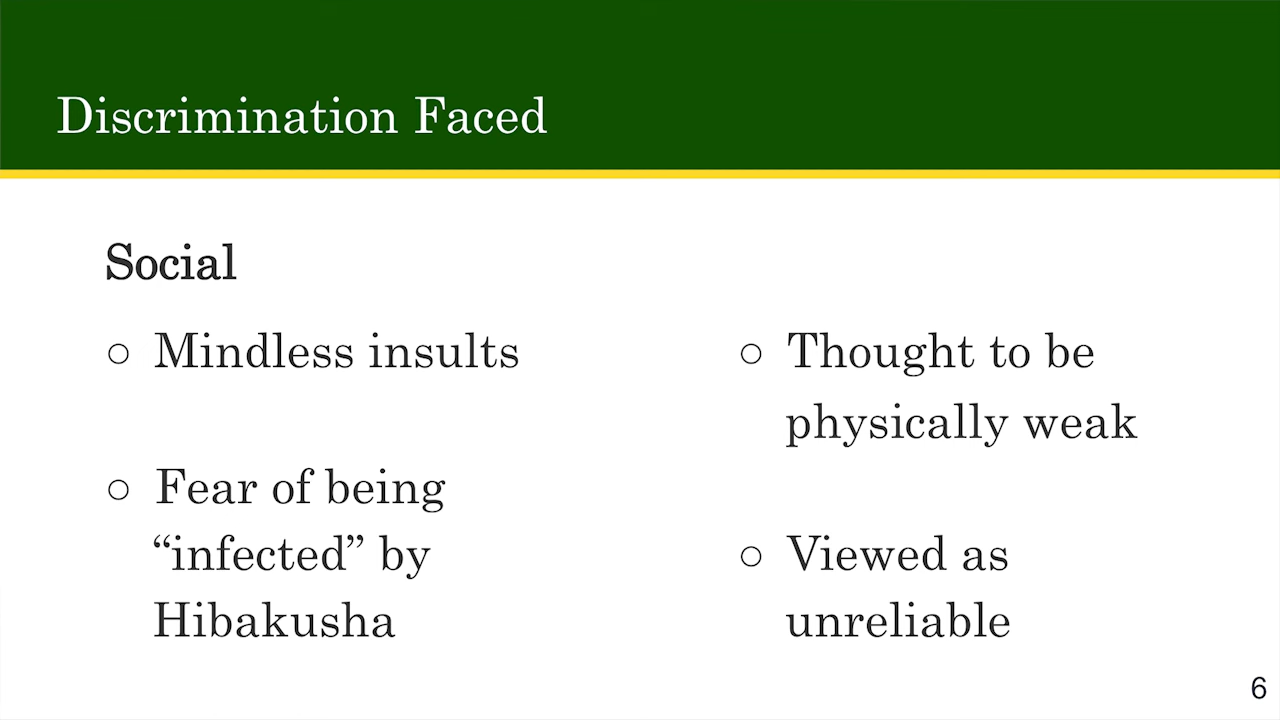 Discrimination Faced
Social
○ Mindless insults
○ Fear of being
“infected” by
Hibakusha
○ Thought to be
physically weak
○ Viewed as
unreliable
6